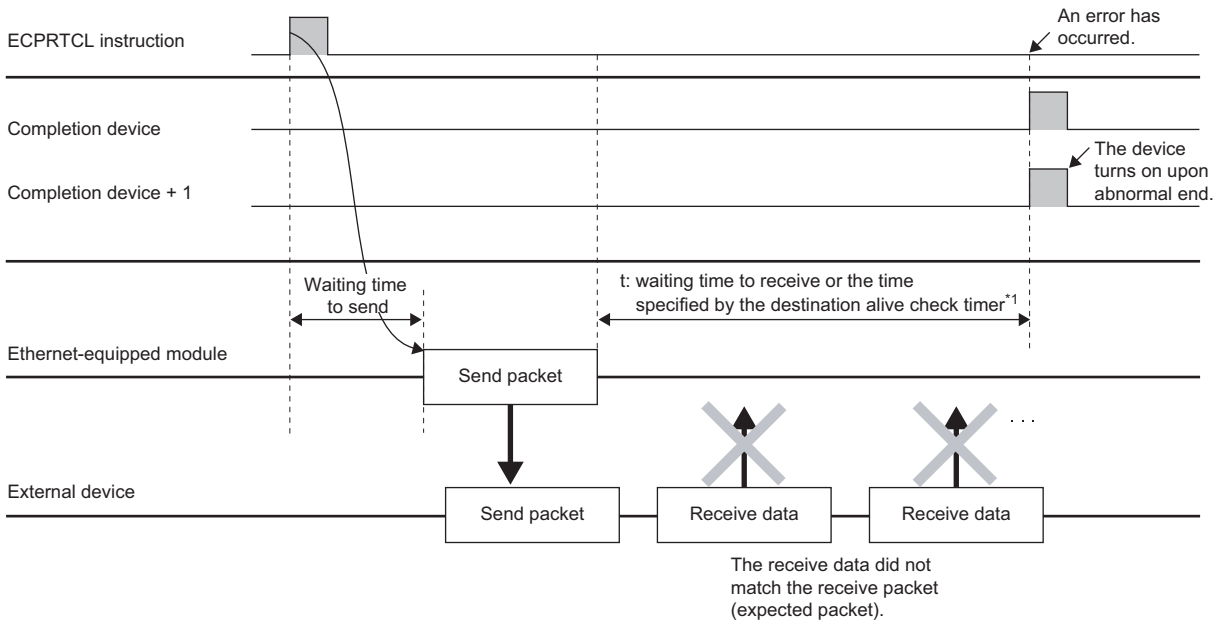 An error has
occurred.
ECPRTCL instruction
Completion device
The device
turns on upon
abnormal end.
Completion device + 1
Waiting time
to send
t: waiting time to receive or the time
specified by the destination alive check timer*1
Ethernet-equipped module
Send packet
. . .
External device
Send packet
Receive data
Receive data
The receive data did not
match the receive packet
(expected packet).